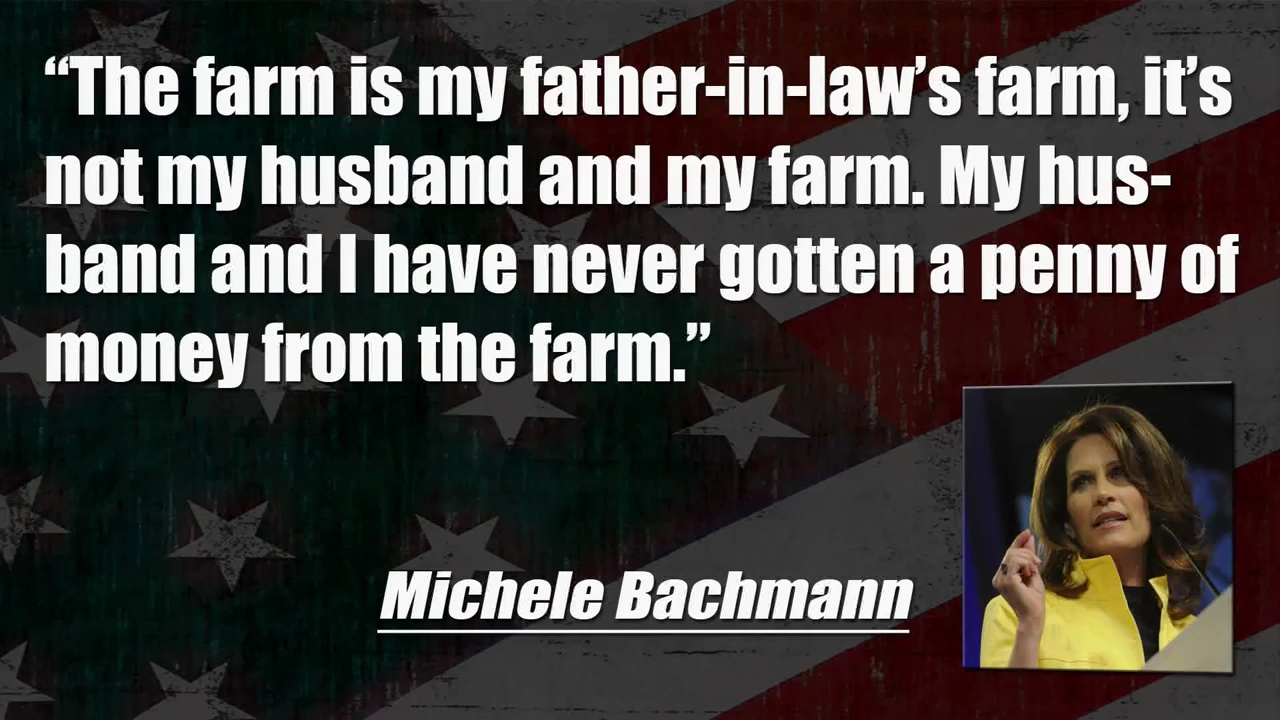 “The farm is my father-in-law’s farm, it’s
not my husband and my farm. My hus-
band and I have never gotten a penny of
money from the farm.”
Michele Bachmann